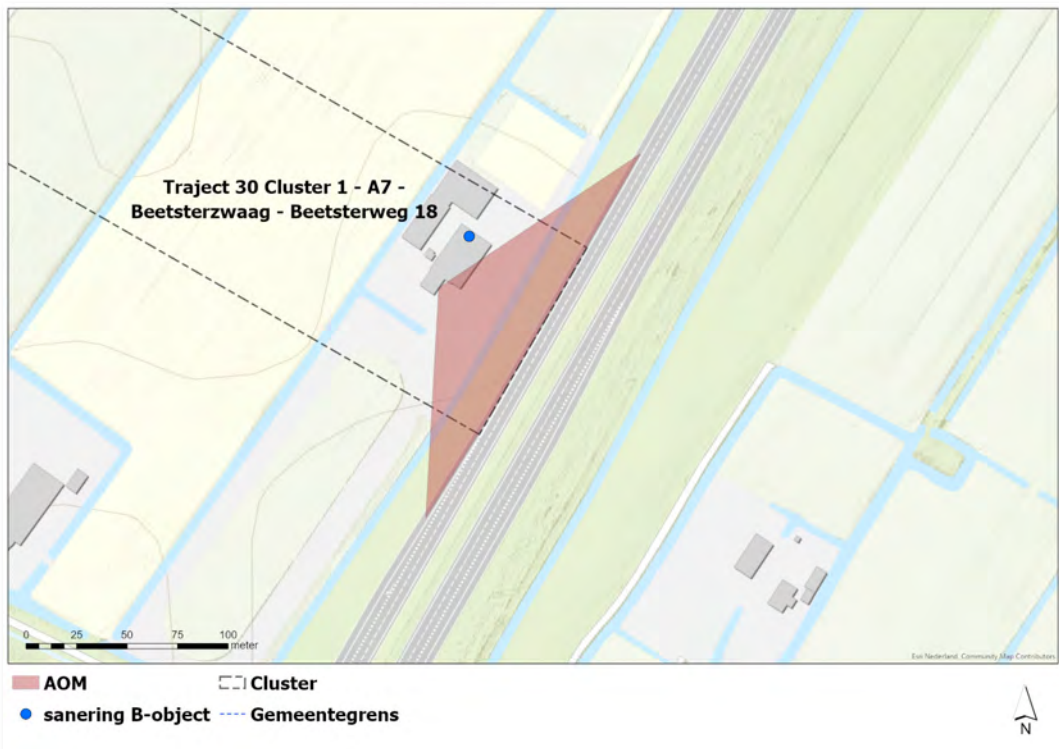 Traject 30 Cluster 1 - A7 -
Beetsterzwaag - Beetsterweg 18
0 25 50 75 100
meter
Esri Nederland, Community Map Contributors
AOM
Cluster
sanering B-object
Gemeentegrens
N